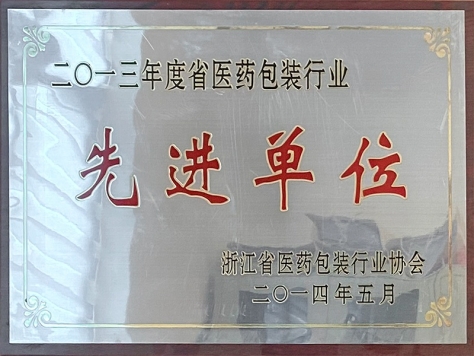 二〇一三年度省医药包装行业
先进单位
浙江省医药包装行业协会
二〇一四年五月